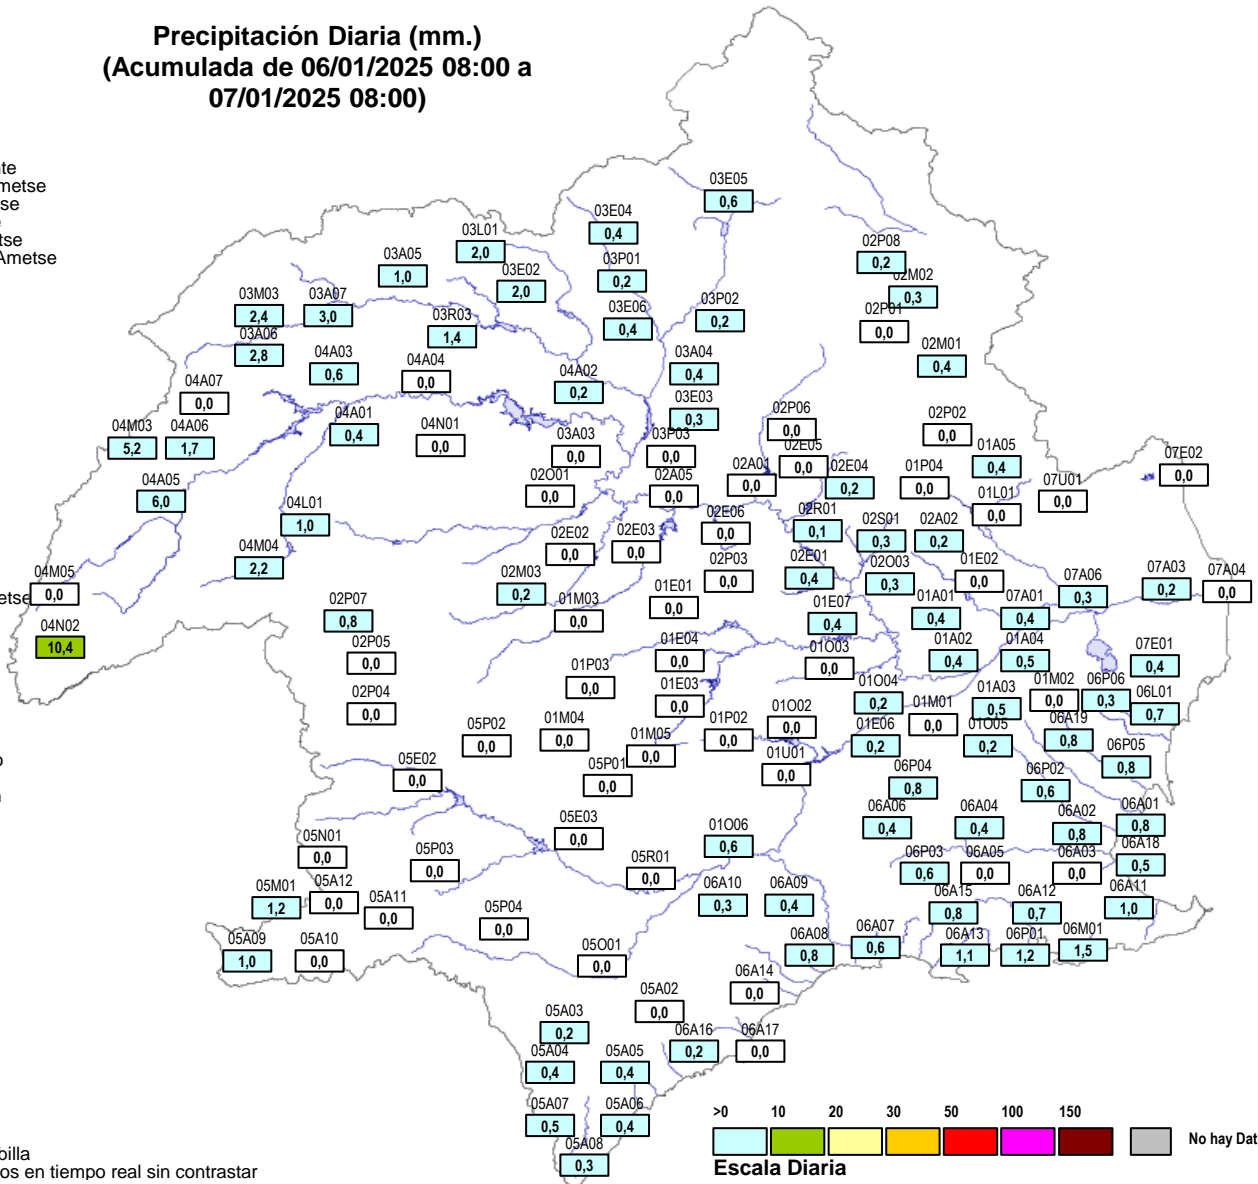 Precipitación Diaria (mm.)
(Acumulada de 06/01/2025 08:00 a
07/01/2025 08:00)
03E05
0,6
03E04
0,4
03L01
2,0
03A05
1,0
03E02
2,0
03P01
0,2
02P08
0,2
02M02
0,3
03M03
2,4
03A07
3,0
03R03
1,4
03E06
0,4
03P02
0,2
02P01
0,0
03A06
2,8
04A03
0,6
04A04
0,0
04A02
0,2
03A04
0,4
02M01
0,4
04A07
0,0
04A01
0,4
03E03
0,3
02P06
0,0
02P02
0,0
04M03
5,2
04A06
1,7
04N01
0,0
03A03
0,0
03P03
0,0
02E05
0,0
01A05
0,4
07E02
0,0
04A05
6,0
02O01
0,0
02A05
0,0
02A01
0,0
02E04
0,2
01P04
0,0
07U01
0,0
01L01
0,0
04L01
1,0
02E02
0,0
02E03
0,0
02E06
0,0
02R01
0,1
02S01
0,3
02A02
0,2
04M04
2,2
04M05
0,0
02M03
0,2
02P03
0,0
02E01
0,4
02O03
0,3
01E02
0,0
07A06
0,3
07A03
0,2
07A04
0,0
etse
02P07
0,8
01M03
0,0
01E01
0,0
01E07
0,4
01A01
0,4
07A01
0,4
04N02
10,4
02P05
0,0
01E04
0,0
01O03
0,0
01A02
0,4
01A04
0,5
07E01
0,4
01P03
0,0
01E03
0,0
01O04
0,2
01A03
0,5
01M02
0,0
06P06
0,3
06L01
0,7
02P04
0,0
05P02
0,0
01M04
0,0
01M05
0,0
01P02
0,0
01O02
0,0
01E06
0,2
01M01
0,0
01O05
0,2
06A19
0,8
05E02
0,0
05P01
0,0
01U01
0,0
06P04
0,8
06P02
0,6
06P05
0,8
05E03
0,0
01O06
0,6
06A06
0,4
06A04
0,4
06A02
0,8
06A01
0,8
05N01
0,0
05P03
0,0
05R01
0,0
06P03
0,6
06A05
0,0
06A03
0,0
06A18
0,5
05M01
1,2
05A12
0,0
05A11
0,0
06A10
0,3
06A09
0,4
06A15
0,8
06A12
0,7
06A11
1,0
05A09
1,0
05A10
0,0
05P04
0,0
05O01
0,0
06A08
0,8
06A07
0,6
06A13
1,1
06P01
1,2
06M01
1,5
05A02
0,0
06A14
0,0
05A03
0,2
06A16
0,2
06A17
0,0
05A04
0,4
05A05
0,4
05A07
0,5
05A06
0,4
05A08
0,3
>0 10 20 30 50 100 150
No hay Dat
Escala Diaria
billa
os en tiempo real sin contrastar